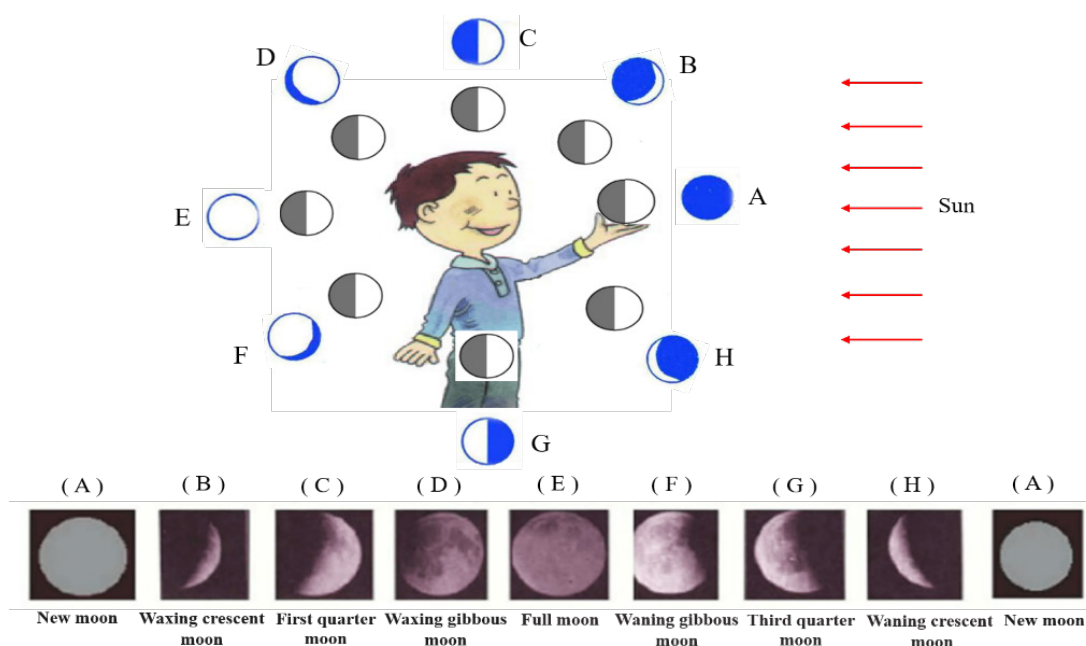 C
D
B
E
A
Sun
F
H
G
( A ) ( B ) ( C ) ( D ) ( E ) ( F ) ( G ) ( H ) ( A )
New moon Waxing crescent First quarter Waxing gibbous Full moon Waning gibbous Third quarter Waning crescent New moon
moon moon moon moon moon moon